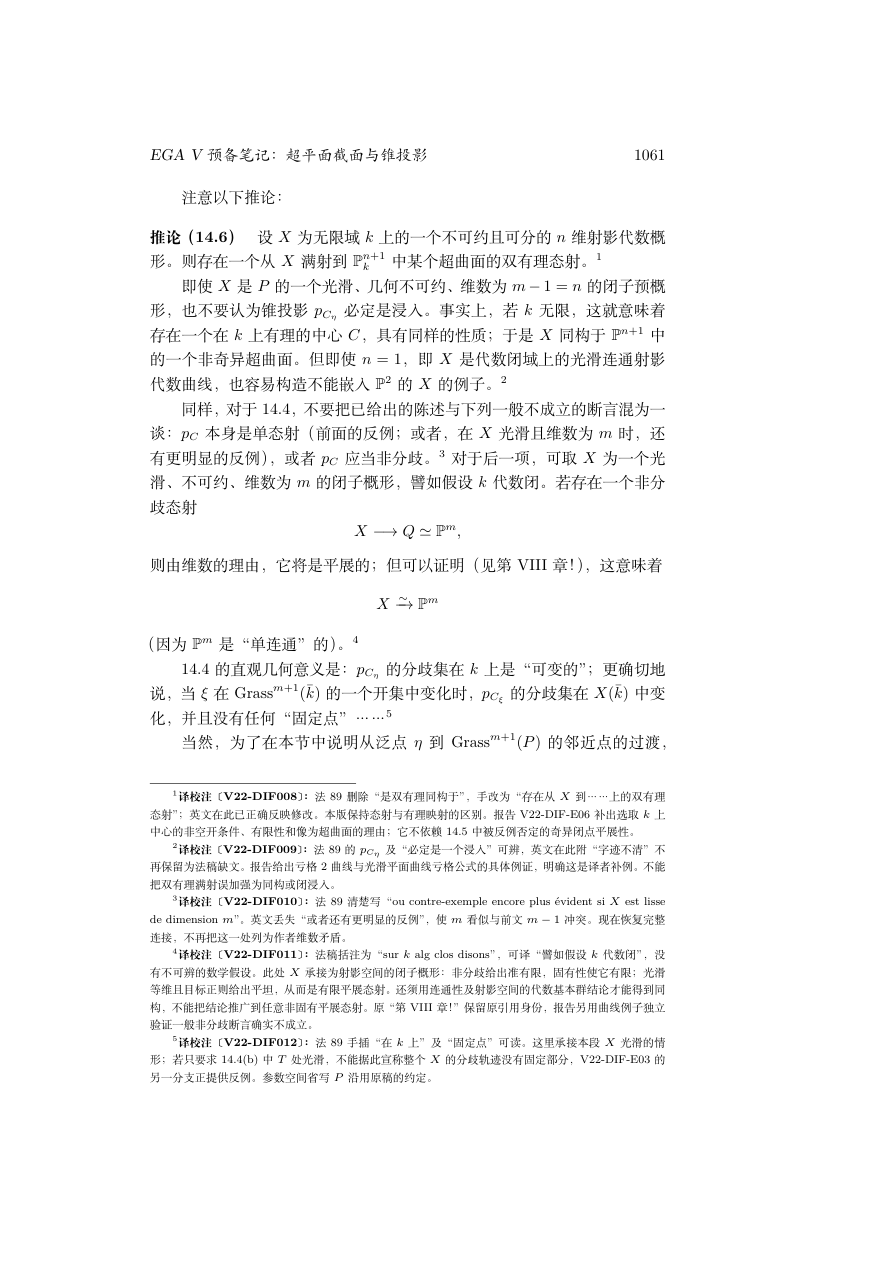 EGA V 预备笔记：超平面截面与锥投影 1061
注意以下推论：
推论（14.6） 设 X 为无限域 k 上的一个不可约且可分的 n 维射影代数概
形。则存在一个从 X 满射到 ℙₖⁿ⁺¹ 中某个超曲面的双有理态射。¹
即使 X 是 P 的一个光滑、几何不可约、维数为 m − 1 = n 的闭子预概
形，也不要认为锥投影 p_{C_η} 必定是浸入。事实上，若 k 无限，这就意味着
存在一个在 k 上有理的中心 C，具有同样的性质；于是 X 同构于 ℙⁿ⁺¹ 中
的一个非奇异超曲面。但即使 n = 1，即 X 是代数闭域上的光滑连通射影
代数曲线，也容易构造不能嵌入 ℙ² 的 X 的例子。²
同样，对于 14.4，不要把已给出的陈述与下列一般不成立的断言混为一
谈：p_C 本身是单态射（前面的反例；或者，在 X 光滑且维数为 m 时，还
有更明显的反例），或者 p_C 应当非分歧。³ 对于后一项，可取 X 为一个光
滑、不可约、维数为 m 的闭子概形，譬如假设 k 代数闭。若存在一个非分
歧态射
X ⟶ Q ≃ ℙᵐ,
则由维数的理由，它将是平展的；但可以证明（见第 VIII 章！），这意味着
X ⥲ ℙᵐ
（因为 ℙᵐ 是“单连通”的）。⁴
14.4 的直观几何意义是：p_{C_η} 的分歧集在 k 上是“可变的”；更确切地
说，当 ξ 在 Grassᵐ⁺¹(k̄) 的一个开集中变化时，p_{C_ξ} 的分歧集在 X(k̄) 中变
化，并且没有任何“固定点”……⁵
当然，为了在本节中说明从泛点 η 到 Grassᵐ⁺¹(P) 的邻近点的过渡，
¹译校注〔V22-DIF008〕：法 89 删除“是双有理同构于”，手改为“存在从 X 到……上的双有理
态射”；英文在此已正确反映修改。本版保持态射与有理映射的区别。报告 V22-DIF-E06 补出选取 k 上
中心的非空开条件、有限性和像为超曲面的理由；它不依赖 14.5 中被反例否定的奇异闭点平展性。
²译校注〔V22-DIF009〕：法 89 的 p_{C_η} 及“必定是一个浸入”可辨，英文在此附“字迹不清”不
再保留为法稿缺文。报告给出亏格 2 曲线与光滑平面曲线亏格公式的具体例证，明确这是译者补例。不能
把双有理满射误加强为同构或闭浸入。
³译校注〔V22-DIF010〕：法 89 清楚写“ou contre-exemple encore plus évident si X est lisse
de dimension m”。英文丢失“或者还有更明显的反例”，使 m 看似与前文 m − 1 冲突。现在恢复完整
连接，不再把这一处列为作者维数矛盾。
⁴译校注〔V22-DIF011〕：法稿括注为“sur k alg clos disons”，可译“譬如假设 k 代数闭”，没
有不可辨的数学假设。此处 X 承接为射影空间的闭子概形：非分歧给出准有限，固有性使它有限；光滑
等维且目标正则给出平坦，从而是有限平展态射。还须用连通性及射影空间的代数基本群结论才能得到同
构，不能把结论推广到任意非固有平展态射。原“第 VIII 章！”保留原引用身份，报告另用曲线例子独立
验证一般非分歧断言确实不成立。
⁵译校注〔V22-DIF012〕：法 89 手插“在 k 上”及“固定点”可读。这里承接本段 X 光滑的情
形；若只要求 14.4(b) 中 T 处光滑，不能据此宣称整个 X 的分歧轨迹没有固定部分，V22-DIF-E03 的
另一分支正提供反例。参数空间省写 P 沿用原稿的约定。